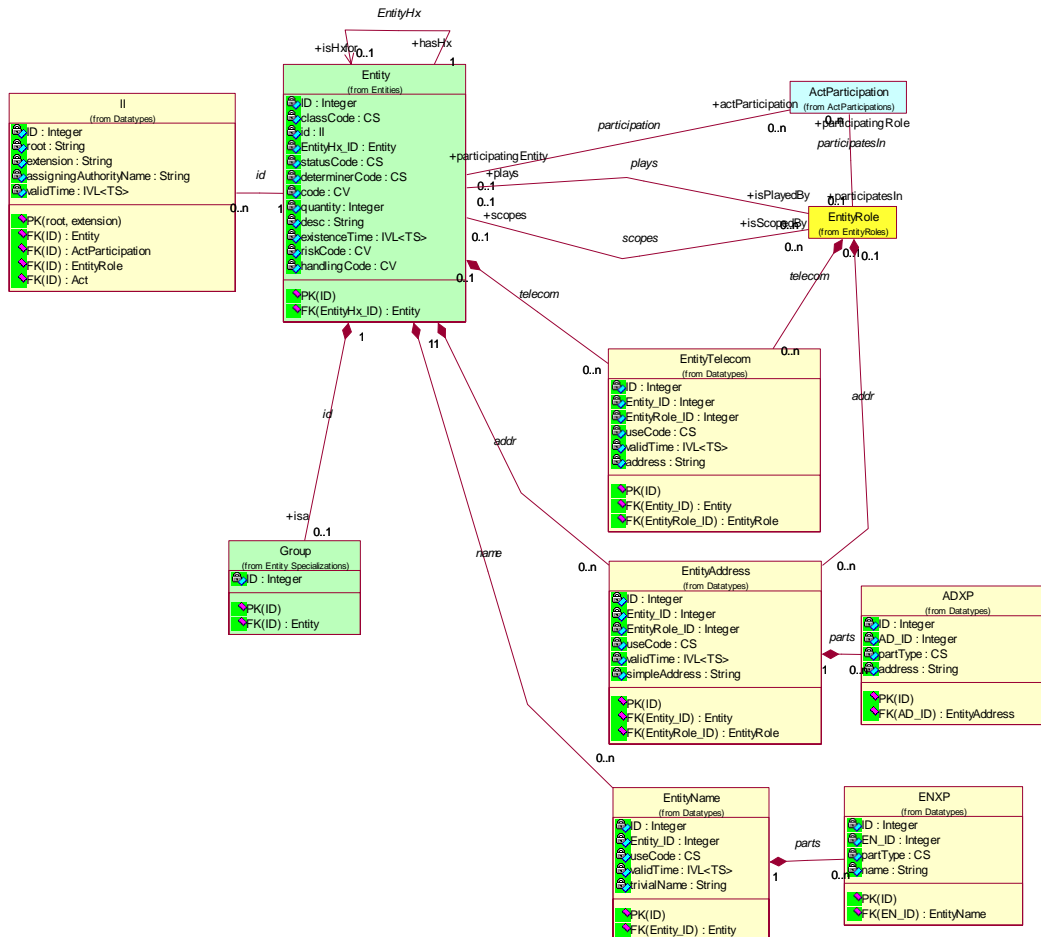 EntityHx
+isHxfor
0..1
+hasHx
1
Entity
(from Entities)
ID : Integer
classCode : CS
id : II
EntityHx_ID : Entity
statusCode : CS
determinerCode : CS
code : CV
quantity : Integer
desc : String
existenceTime : IVL<TS>
riskCode : CV
handlingCode : CV
PK(ID)
FK(EntityHx_ID) : Entity
II
(from Datatypes)
ID : Integer
root : String
extension : String
assigningAuthorityName : String
validTime : IVL<TS>
PK(root, extension)
FK(ID) : Entity
FK(ID) : ActParticipation
FK(ID) : EntityRole
FK(ID) : Act
id
0..n
1
ActParticipation
(from ActParticipations)
+actParticipation
0..n
participation
+participatingEntity
0..1
0..n
+participatingRole
participatesIn
0..1
+participatesIn
+plays
0..1
plays
+isPlayedBy
0..n
+scopes
0..1
scopes
+isScopedBy
0..n
EntityRole
(from EntityRoles)
0..1
0..1
telecom
0..n
0..1
telecom
0..n
EntityTelecom
(from Datatypes)
ID : Integer
Entity_ID : Integer
EntityRole_ID : Integer
useCode : CS
validTime : IVL<TS>
address : String
PK(ID)
FK(Entity_ID) : Entity
FK(EntityRole_ID) : EntityRole
addr
0..n
1
id
+isa
0..1
11
addr
0..n
Group
(from Entity Specializations)
ID : Integer
PK(ID)
FK(ID) : Entity
EntityAddress
(from Datatypes)
ID : Integer
Entity_ID : Integer
EntityRole_ID : Integer
useCode : CS
validTime : IVL<TS>
simpleAddress : String
PK(ID)
FK(Entity_ID) : Entity
FK(EntityRole_ID) : EntityRole
parts
1
0..n
ADXP
(from Datatypes)
ID : Integer
AD_ID : Integer
partType : CS
address : String
PK(ID)
FK(AD_ID) : EntityAddress
name
0..n
EntityName
(from Datatypes)
ID : Integer
Entity_ID : Integer
useCode : CS
validTime : IVL<TS>
trivialName : String
PK(ID)
FK(Entity_ID) : Entity
parts
1
0..n
ENXP
(from Datatypes)
ID : Integer
EN_ID : Integer
partType : CS
name : String
PK(ID)
FK(EN_ID) : EntityName